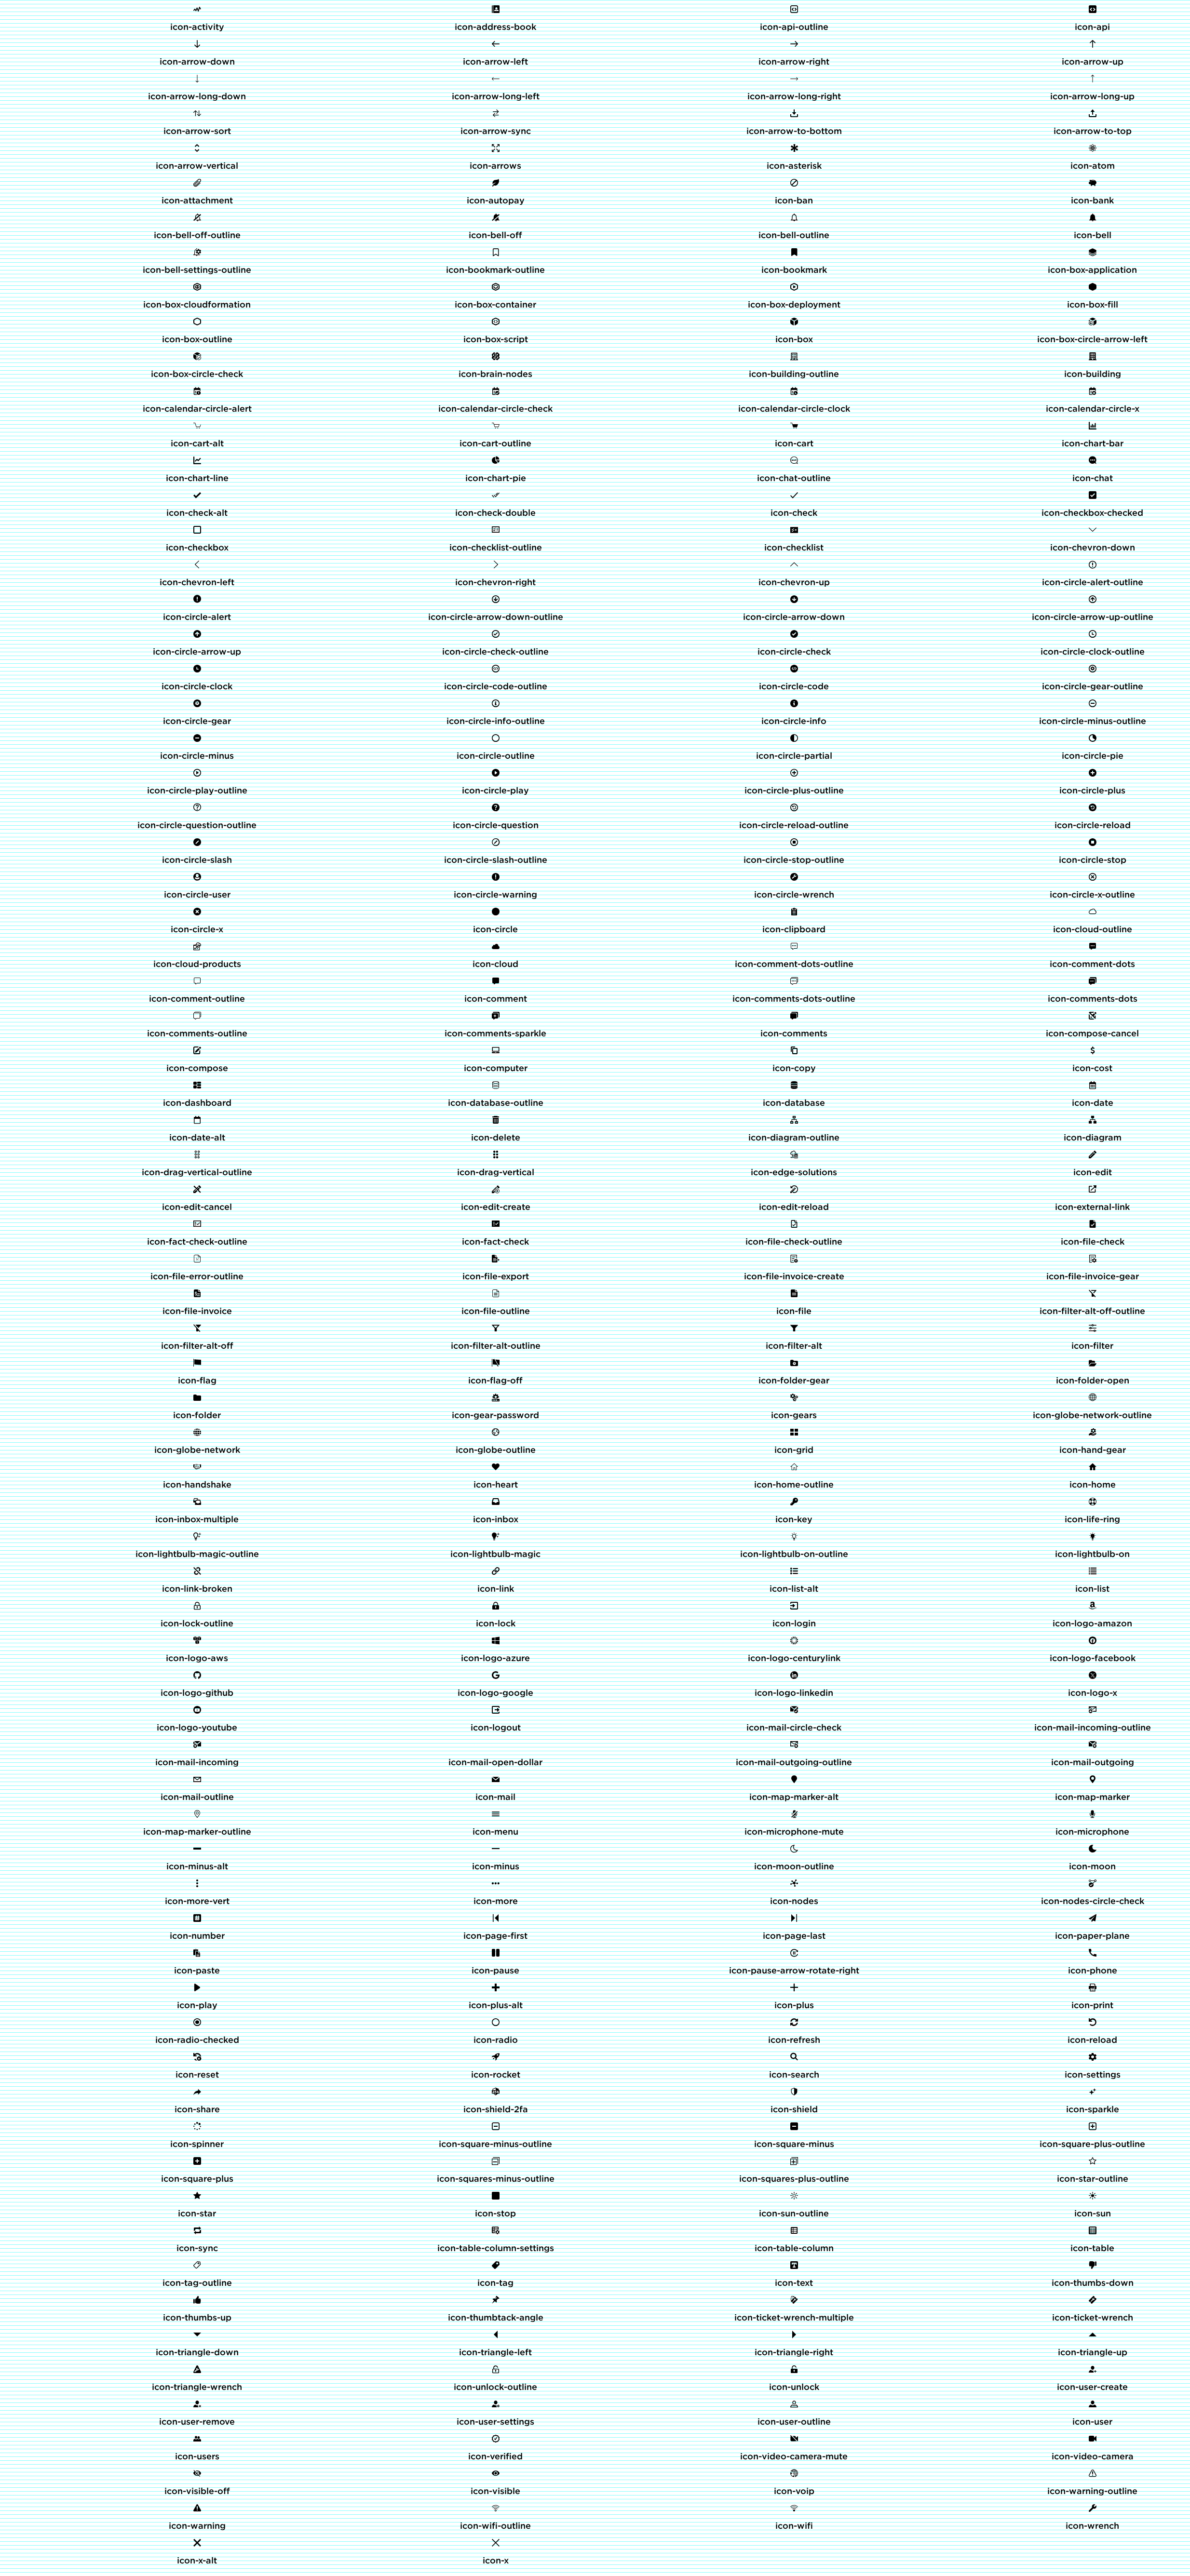 icon-activity icon-address-book icon-api-outline icon-api
icon-arrow-down icon-arrow-left icon-arrow-right icon-arrow-up
icon-arrow-long-down icon-arrow-long-left icon-arrow-long-right icon-arrow-long-up
icon-arrow-sort icon-arrow-sync icon-arrow-to-bottom icon-arrow-to-top
icon-arrow-vertical icon-arrows icon-asterisk icon-atom
icon-attachment icon-autopay icon-ban icon-bank
icon-bell-off-outline icon-bell-off icon-bell-outline icon-bell
icon-bell-settings-outline icon-bookmark-outline icon-bookmark icon-box-application
icon-box-cloudformation icon-box-container icon-box-deployment icon-box-fill
icon-box-outline icon-box-script icon-box icon-box-circle-arrow-left
icon-box-circle-check icon-brain-nodes icon-building-outline icon-building
icon-calendar-circle-alert icon-calendar-circle-check icon-calendar-circle-clock icon-calendar-circle-x
icon-cart-alt icon-cart-outline icon-cart icon-chart-bar
icon-chart-line icon-chart-pie icon-chat-outline icon-chat
icon-check-alt icon-check-double icon-check icon-checkbox-checked
icon-checkbox icon-checklist-outline icon-checklist icon-chevron-down
icon-chevron-left icon-chevron-right icon-chevron-up icon-circle-alert-outline
icon-circle-alert icon-circle-arrow-down-outline icon-circle-arrow-down icon-circle-arrow-up-outline
icon-circle-arrow-up icon-circle-check-outline icon-circle-check icon-circle-clock-outline
icon-circle-clock icon-circle-code-outline icon-circle-code icon-circle-gear-outline
icon-circle-gear icon-circle-info-outline icon-circle-info icon-circle-minus-outline
icon-circle-minus icon-circle-outline icon-circle-partial icon-circle-pie
icon-circle-play-outline icon-circle-play icon-circle-plus-outline icon-circle-plus
icon-circle-question-outline icon-circle-question icon-circle-reload-outline icon-circle-reload
icon-circle-slash icon-circle-slash-outline icon-circle-stop-outline icon-circle-stop
icon-circle-user icon-circle-warning icon-circle-wrench icon-circle-x-outline
icon-circle-x icon-circle icon-clipboard icon-cloud-outline
icon-cloud-products icon-cloud icon-comment-dots-outline icon-comment-dots
icon-comment-outline icon-comment icon-comments-dots-outline icon-comments-dots
icon-comments-outline icon-comments-sparkle icon-comments icon-compose-cancel
icon-compose icon-computer icon-copy icon-cost
icon-dashboard icon-database-outline icon-database icon-date
icon-date-alt icon-delete icon-diagram-outline icon-diagram
icon-drag-vertical-outline icon-drag-vertical icon-edge-solutions icon-edit
icon-edit-cancel icon-edit-create icon-edit-reload icon-external-link
icon-fact-check-outline icon-fact-check icon-file-check-outline icon-file-check
icon-file-error-outline icon-file-export icon-file-invoice-create icon-file-invoice-gear
icon-file-invoice icon-file-outline icon-file icon-filter-alt-off-outline
icon-filter-alt-off icon-filter-alt-outline icon-filter-alt icon-filter
icon-flag icon-flag-off icon-folder-gear icon-folder-open
icon-folder icon-gear-password icon-gears icon-globe-network-outline
icon-globe-network icon-globe-outline icon-grid icon-hand-gear
icon-handshake icon-heart icon-home-outline icon-home
icon-inbox-multiple icon-inbox icon-key icon-life-ring
icon-lightbulb-magic-outline icon-lightbulb-magic icon-lightbulb-on-outline icon-lightbulb-on
icon-link-broken icon-link icon-list-alt icon-list
icon-lock-outline icon-lock icon-login icon-logo-amazon
icon-logo-aws icon-logo-azure icon-logo-centurylink icon-logo-facebook
icon-logo-github icon-logo-google icon-logo-linkedin icon-logo-x
icon-logo-youtube icon-logout icon-mail-circle-check icon-mail-incoming-outline
icon-mail-incoming icon-mail-open-dollar icon-mail-outgoing-outline icon-mail-outgoing
icon-mail-outline icon-mail icon-map-marker-alt icon-map-marker
icon-map-marker-outline icon-menu icon-microphone-mute icon-microphone
icon-minus-alt icon-minus icon-moon-outline icon-moon
icon-more-vert icon-more icon-nodes icon-nodes-circle-check
icon-number icon-page-first icon-page-last icon-paper-plane
icon-paste icon-pause icon-pause-arrow-rotate-right icon-phone
icon-play icon-plus-alt icon-plus icon-print
icon-radio-checked icon-radio icon-refresh icon-reload
icon-reset icon-rocket icon-search icon-settings
icon-share icon-shield-2fa icon-shield icon-sparkle
icon-spinner icon-square-minus-outline icon-square-minus icon-square-plus-outline
icon-square-plus icon-squares-minus-outline icon-squares-plus-outline icon-star-outline
icon-star icon-stop icon-sun-outline icon-sun
icon-sync icon-table-column-settings icon-table-column icon-table
icon-tag-outline icon-tag icon-text icon-thumbs-down
icon-thumbs-up icon-thumbtack-angle icon-ticket-wrench-multiple icon-ticket-wrench
icon-triangle-down icon-triangle-left icon-triangle-right icon-triangle-up
icon-triangle-wrench icon-unlock-outline icon-unlock icon-user-create
icon-user-remove icon-user-settings icon-user-outline icon-user
icon-users icon-verified icon-video-camera-mute icon-video-camera
icon-visible-off icon-visible icon-voip icon-warning-outline
icon-warning icon-wifi-outline icon-wifi icon-wrench
icon-x-alt icon-x